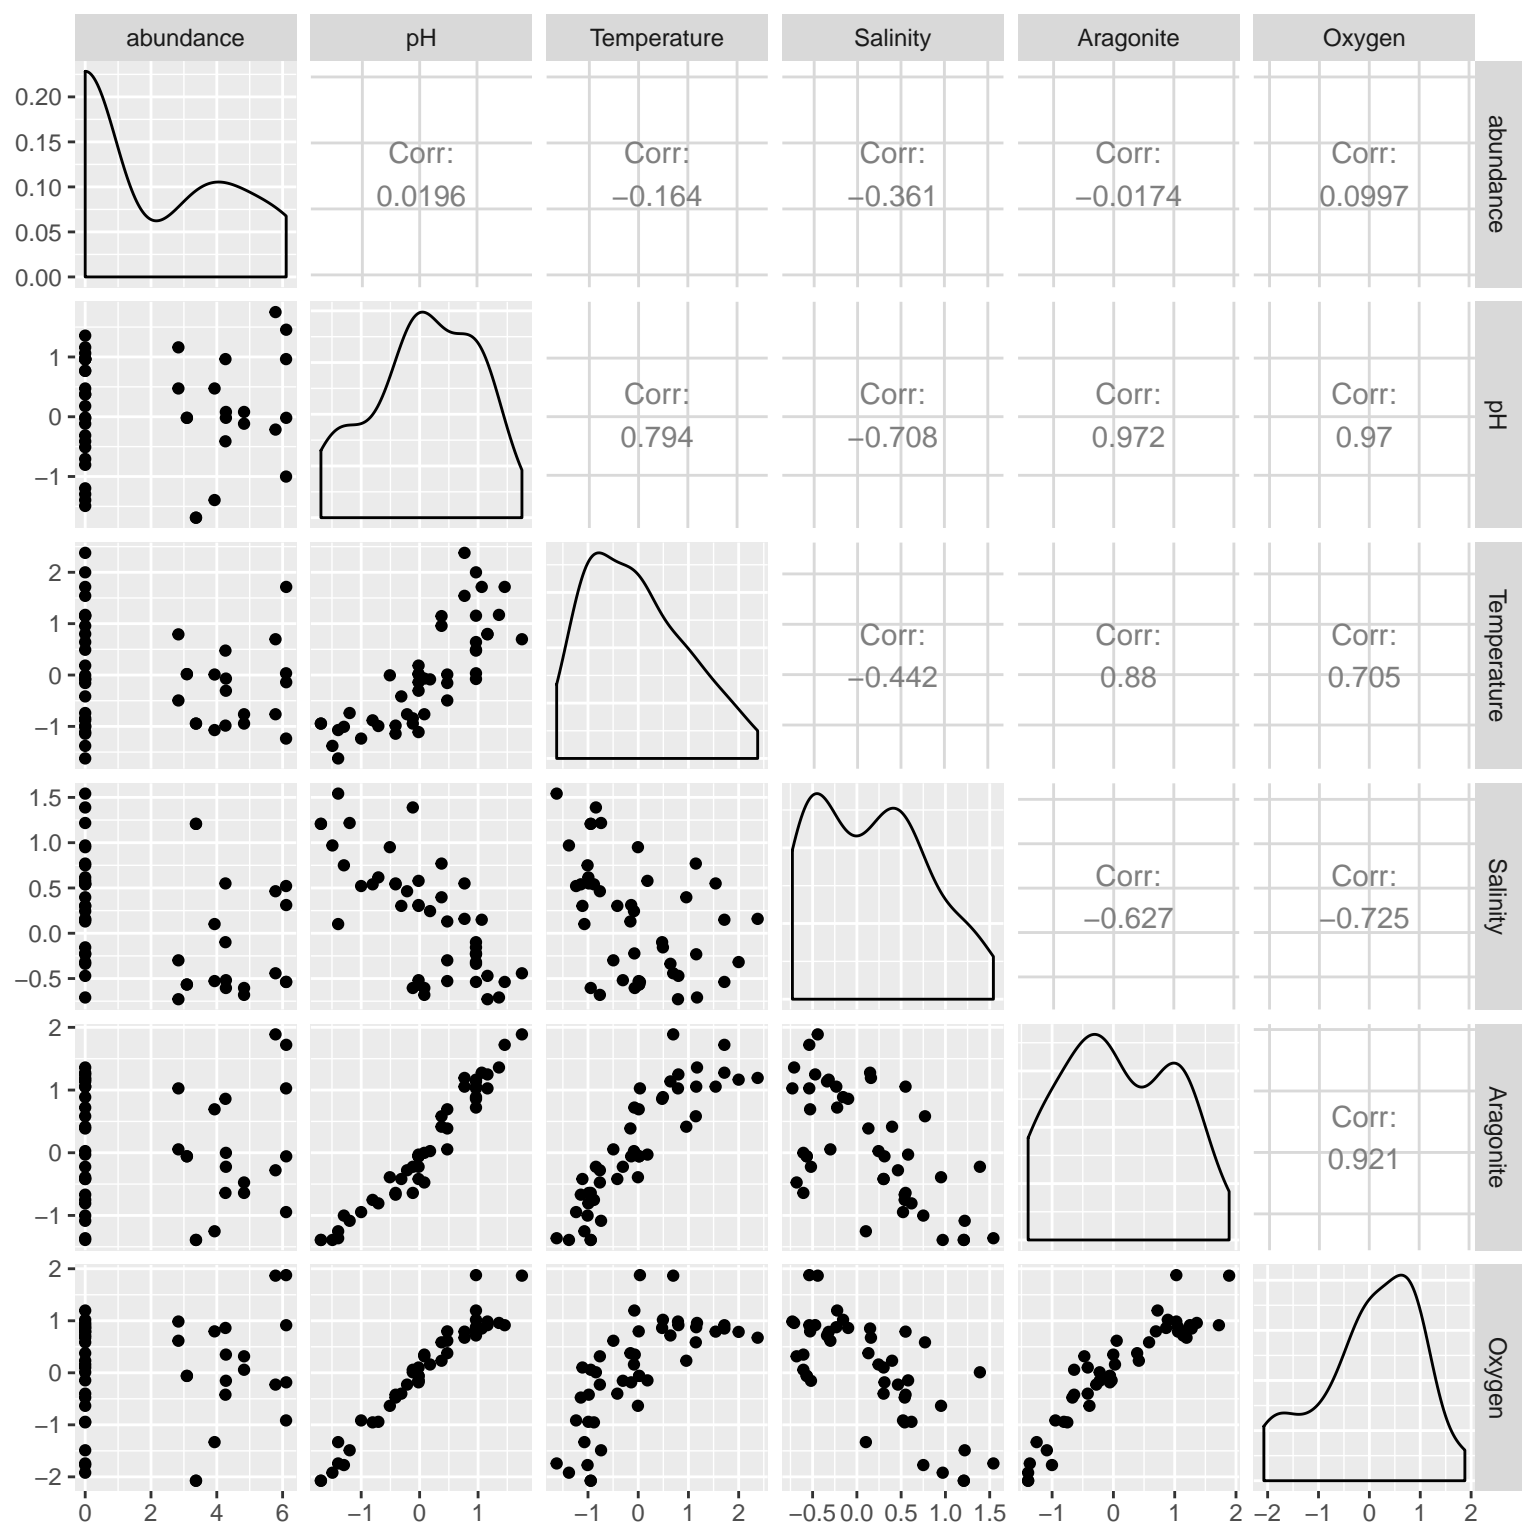 abundance pH Temperature Salinity Aragonite Oxygen
0.20
0.15
0.10
0.05
0.00
Corr:
0.0196
Corr:
−0.164
Corr:
−0.361
Corr:
−0.0174
Corr:
0.0997
abundance
1
0
−1
Corr:
0.794
Corr:
−0.708
Corr:
0.972
Corr:
0.97
pH
2
1
0
−1
Corr:
−0.442
Corr:
0.88
Corr:
0.705
Temperature
1.5
1.0
0.5
0.0
−0.5
Corr:
−0.627
Corr:
−0.725
Salinity
2
1
0
−1
Corr:
0.921
Aragonite
2
1
0
−1
−2
Oxygen
0 2 4 6 −1 0 1 −1 0 1 2 −0.5 0.0 0.5 1.0 1.5 −1 0 1 2 −2 −1 0 1 2